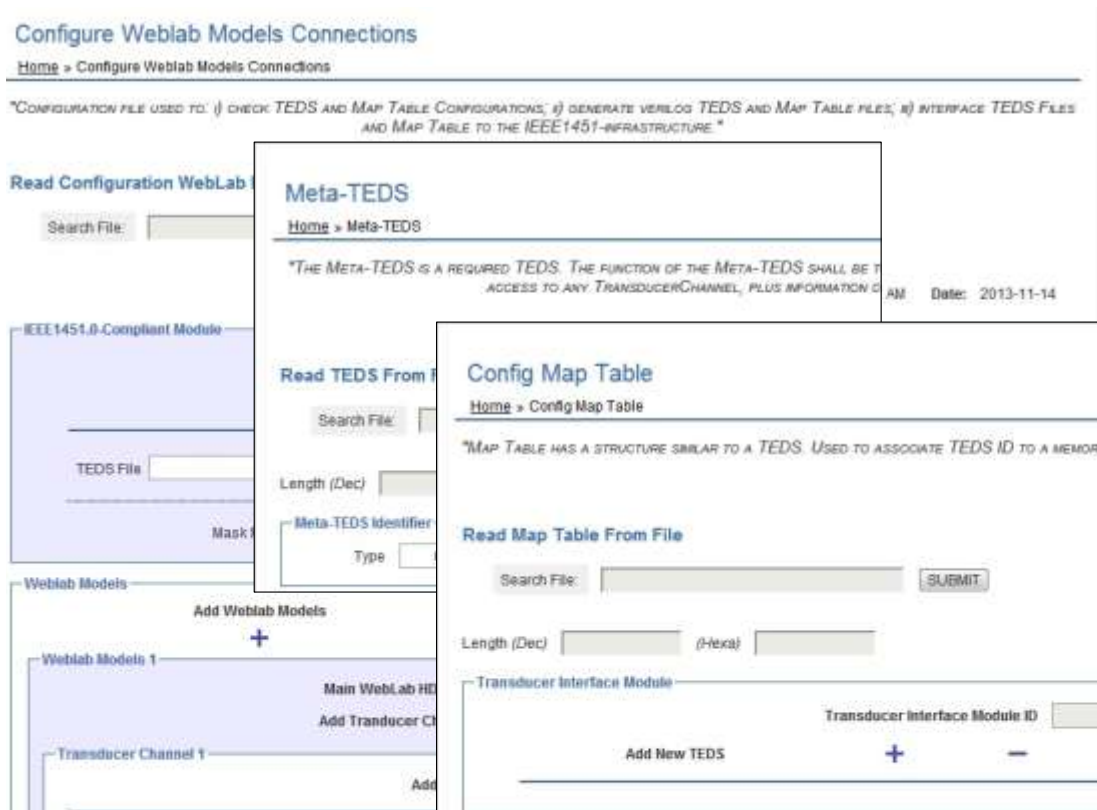 Configure Weblab Models Connections
Home » Configure Weblab Models Connections
"CONFIGURATION FILE USED TO: I) CHECK TEDS AND MAP TABLE CONFIGURATIONS; II) GENERATE VERILOG TEDS AND MAP TABLE FILES; III) INTERFACE TEDS FILES
AND MAP TABLE TO THE IEEE1451-INFRASTRUCTURE."
Read Configuration WebLab
Search File:
IEEE1451.0-Compliant Module
TEDS File
Mask
Weblab Models
Add Weblab Models
+
Weblab Models 1
Main WebLab HD
Add Tranducer Ch
Transducer Channel 1
Add
Meta-TEDS
Home » Meta-TEDS
"THE META-TEDS IS A REQUIRED TEDS. THE FUNCTION OF THE META-TEDS SHALL BE T
ACCESS TO ANY TRANSDUCERCHANNEL, PLUS INFORMATION
AM Date: 2013-11-14
Read TEDS From F
Search File:
Length (Dec)
Meta-TEDS Identifier
Type
Config Map Table
Home » Config Map Table
"MAP TABLE HAS A STRUCTURE SIMILAR TO A TEDS. USED TO ASSOCIATE TEDS ID TO A MEMOR
Read Map Table From File
Search File: SUBMIT
Length (Dec) (Hexa)
Transducer Interface Module
Transducer Interface Module ID
Add New TEDS + −